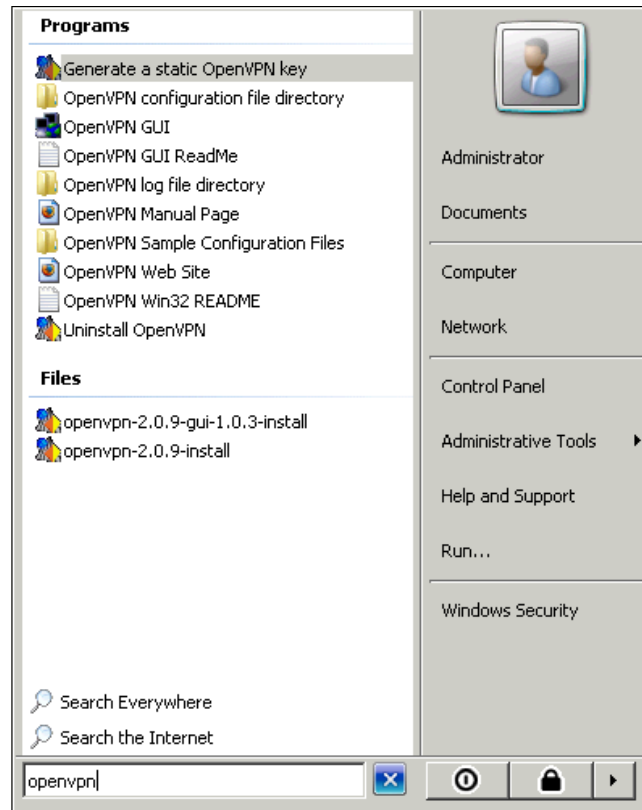 Programs
Generate a static OpenVPN key
OpenVPN configuration file directory
OpenVPN GUI
OpenVPN GUI ReadMe
OpenVPN log file directory
OpenVPN Manual Page
OpenVPN Sample Configuration Files
OpenVPN Web Site
OpenVPN Win32 README
Uninstall OpenVPN
Files
openvpn-2.0.9-gui-1.0.3-install
openvpn-2.0.9-install
Search Everywhere
Search the Internet
openvpn
Administrator
Documents
Computer
Network
Control Panel
Administrative Tools
Help and Support
Run...
Windows Security